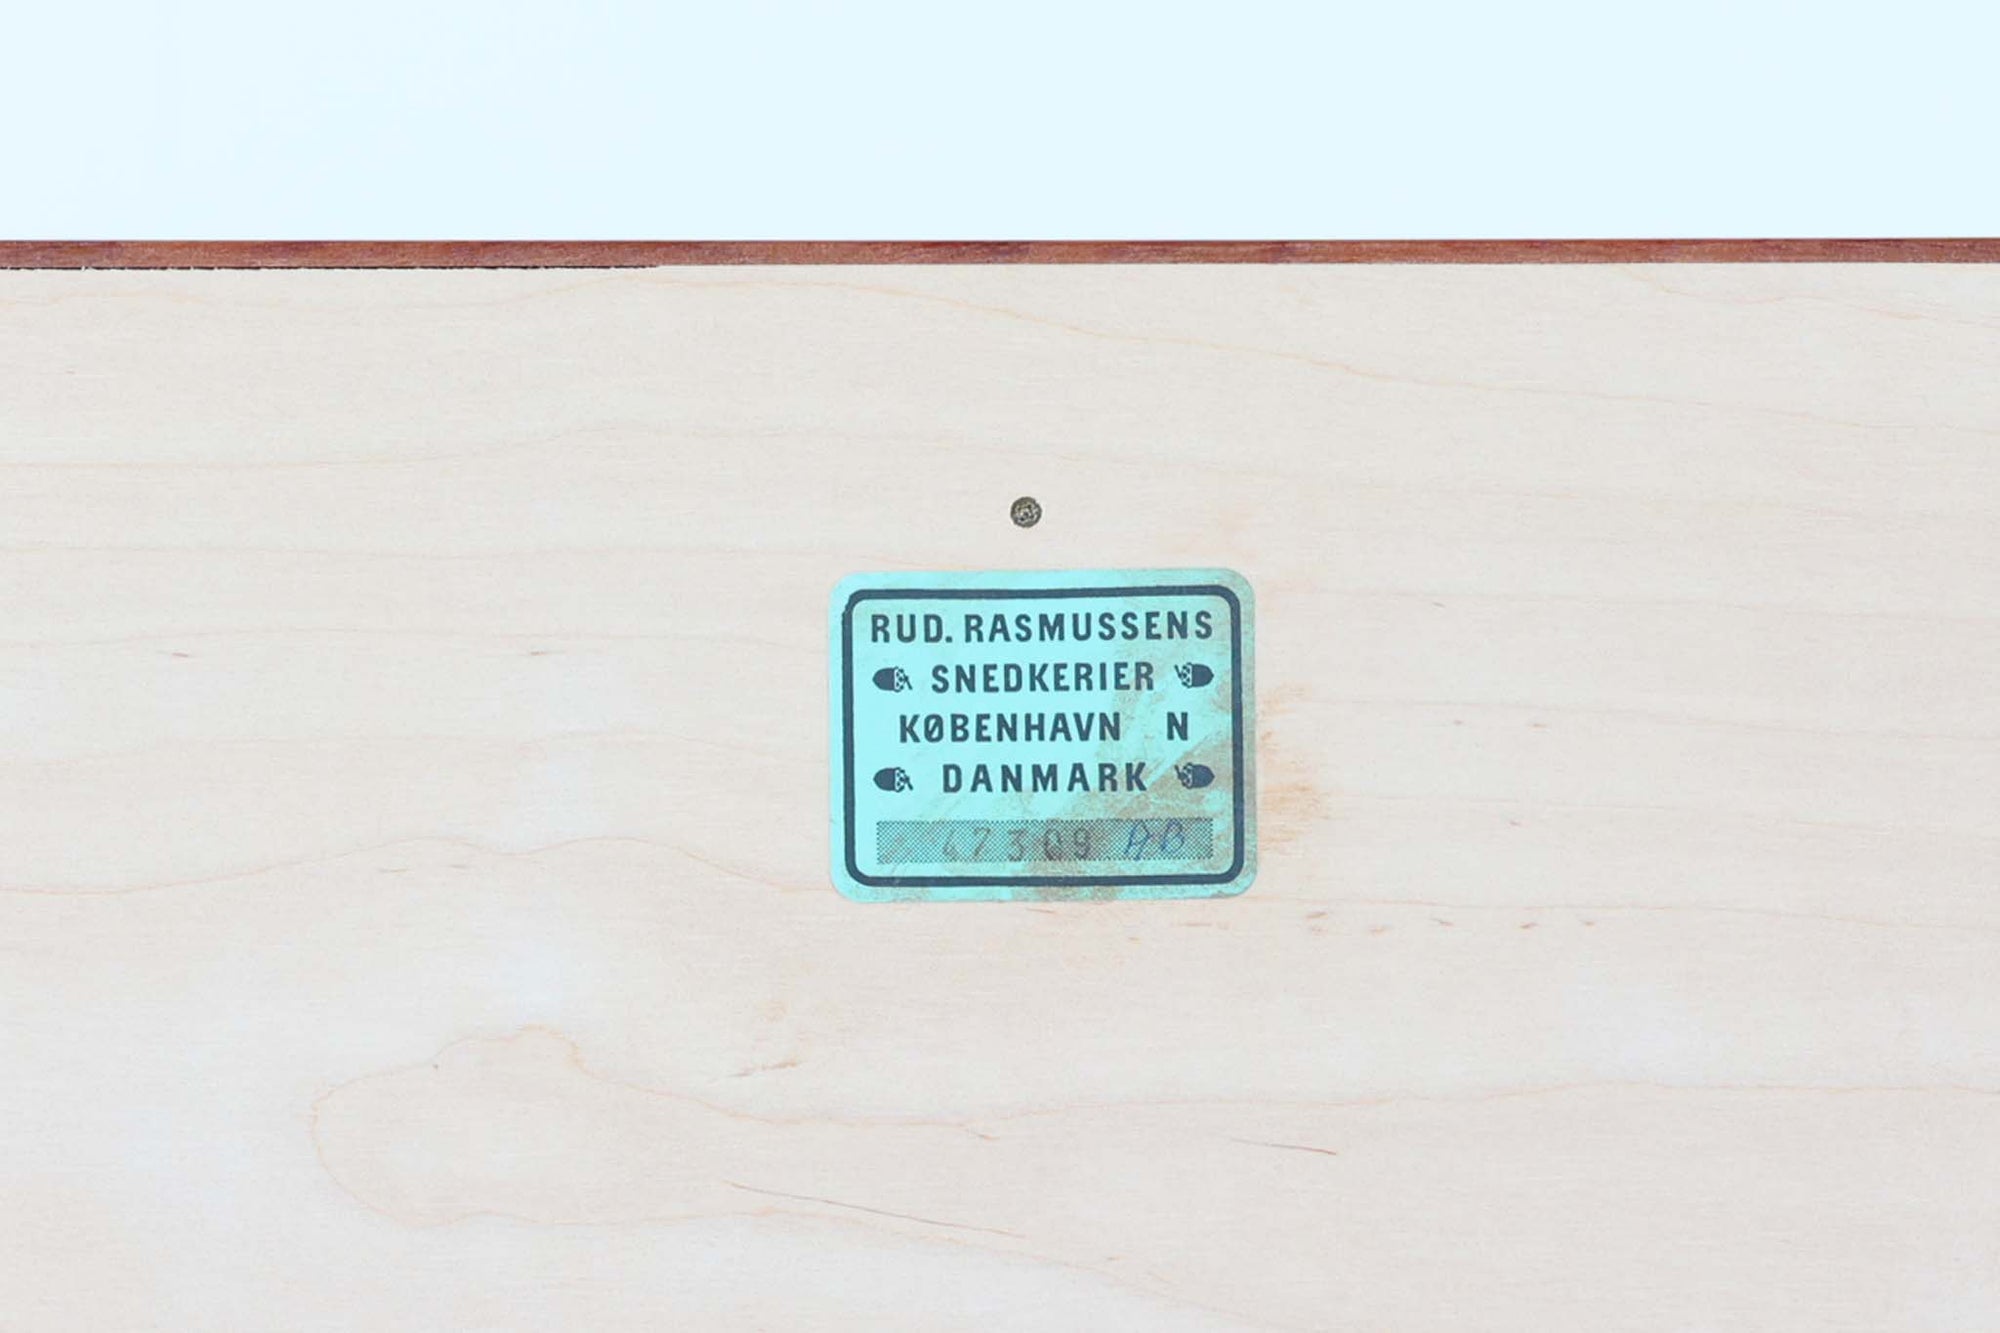 RUD. RASMUSSENS
SNEDKERIER
KØBENHAVN N
DANMARK
47309